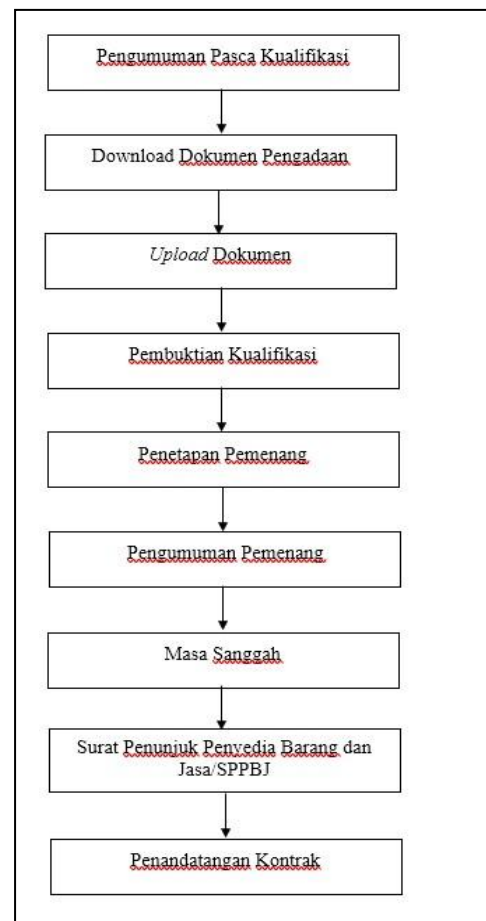 Pengumuman Pasca Kualifikasi
Download Dokumen Pengadaan
Upload Dokumen
Pembuktian Kualifikasi
Penetapan Pemenang
Pengumuman Pemenang
Masa Sanggah
Surat Penunjuk Penyedia Barang dan
Jasa/SPPBJ
Penandatangan Kontrak